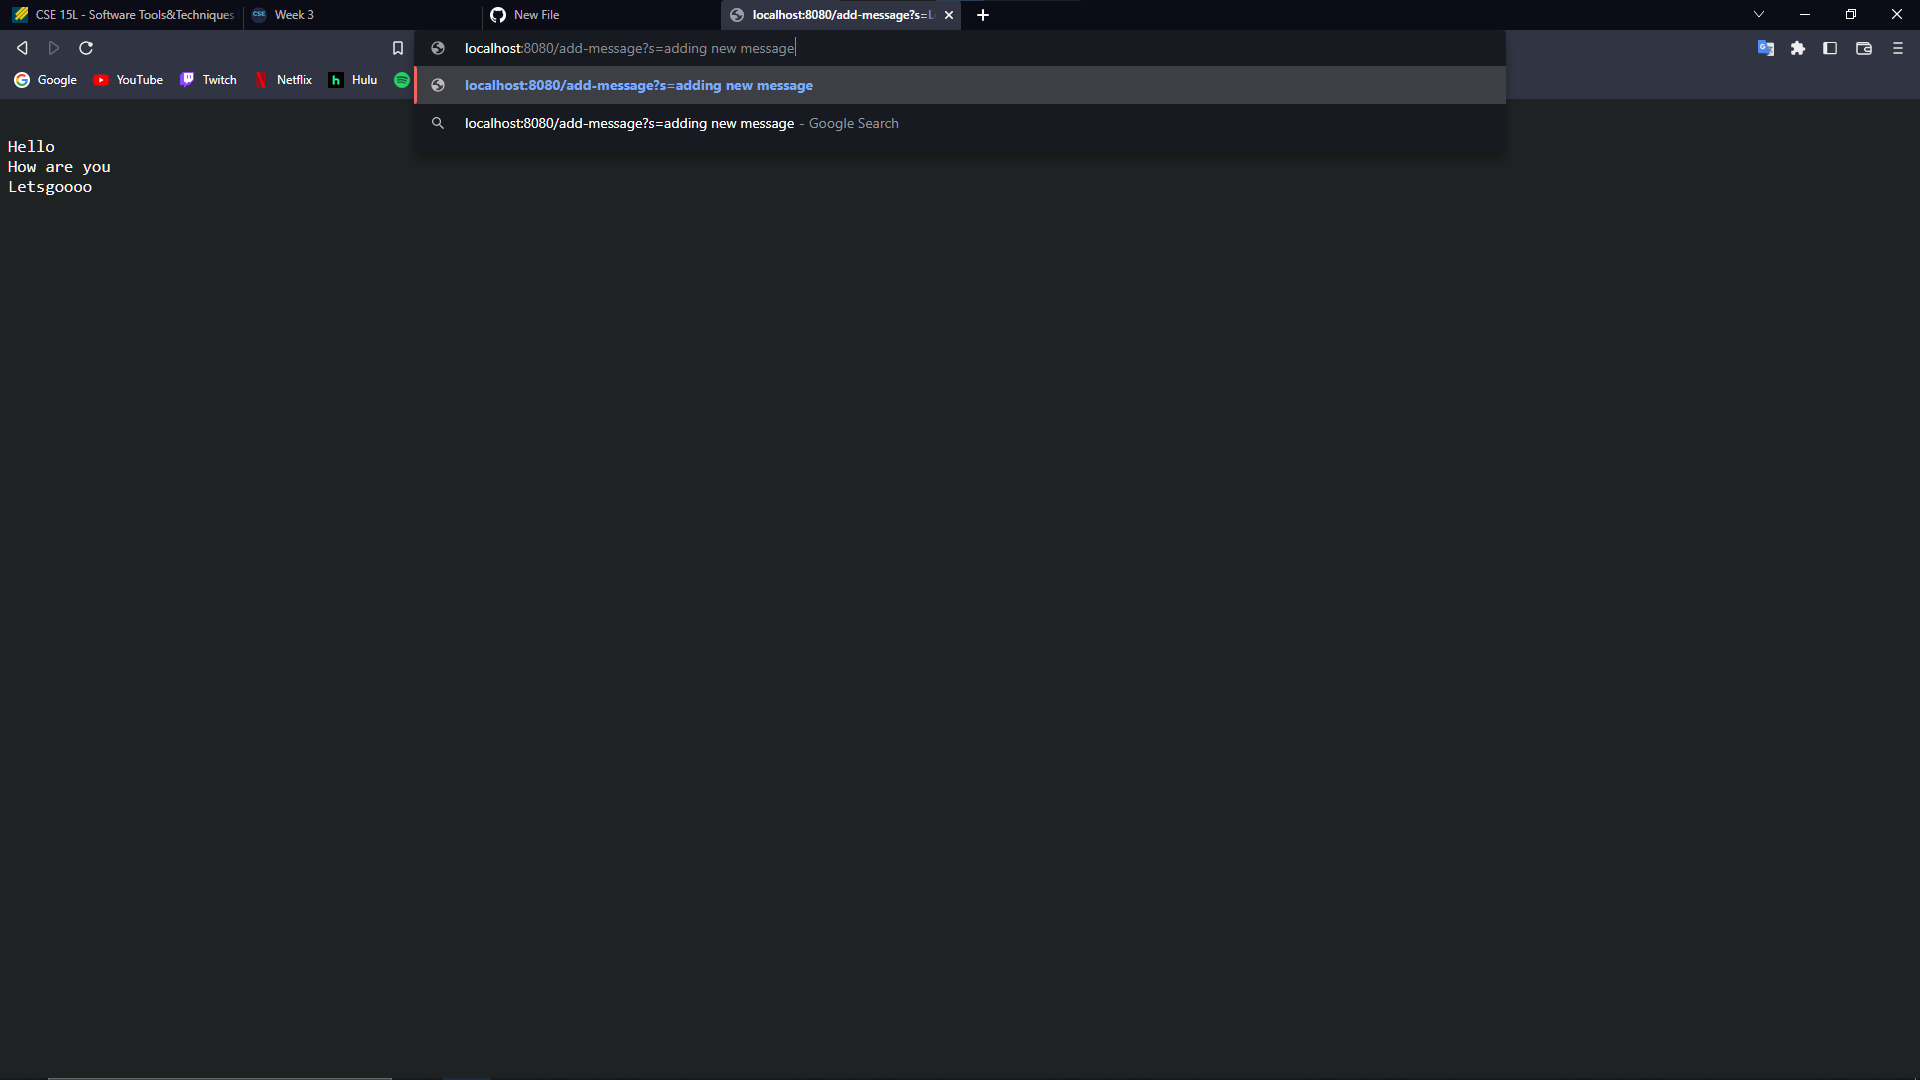 CSE 15L - Software Tools&Techniques
CSE Week 3
New File
localhost:8080/add-message?s=L
localhost:8080/add-message?s=adding new message
Google YouTube Twitch Netflix h Hulu
localhost:8080/add-message?s=adding new message
localhost:8080/add-message?s=adding new message - Google Search
Hello
How are you
Letsgoooo